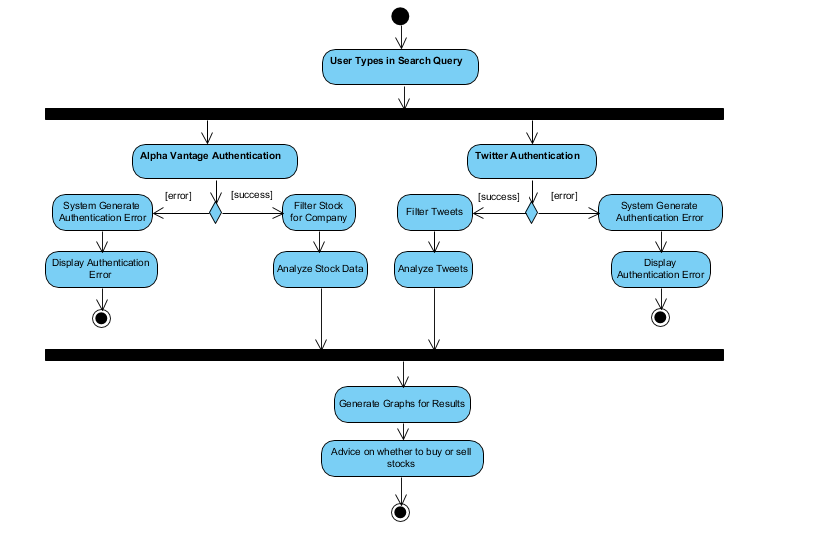 User Types in Search Query
Alpha Vantage Authentication
Twitter Authentication
[error]
[success]
[success]
[error]
System Generate
Authentication Error
Filter Stock
for Company
Filter Tweets
System Generate
Authentication Error
Display Authentication
Error
Analyze Stock Data
Analyze Tweets
Display
Authentication Error
Generate Graphs for Results
Advice on whether to buy or sell
stocks